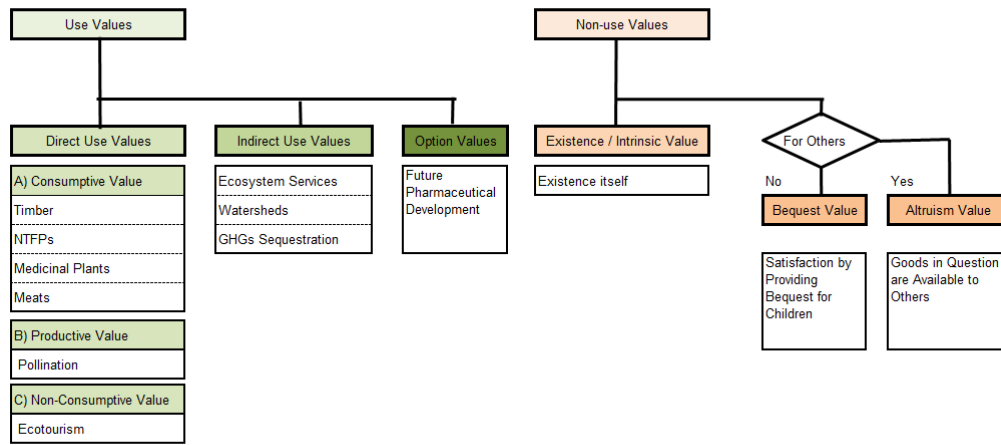 Use Values
Non-use Values
Direct Use Values
Indirect Use Values
Option Values
Existence / Intrinsic Value
For Others
A) Consumptive Value
Timber
NTFPs
Medicinal Plants
Meats
B) Productive Value
Pollination
C) Non-Consumptive Value
Ecotourism
Ecosystem Services
Watersheds
GHGs Sequestration
Future
Pharmaceutical
Development
Existence itself
No
Yes
Bequest Value
Altruism Value
Satisfaction by
Providing
Bequest for
Children
Goods in Question
are Available to
Others